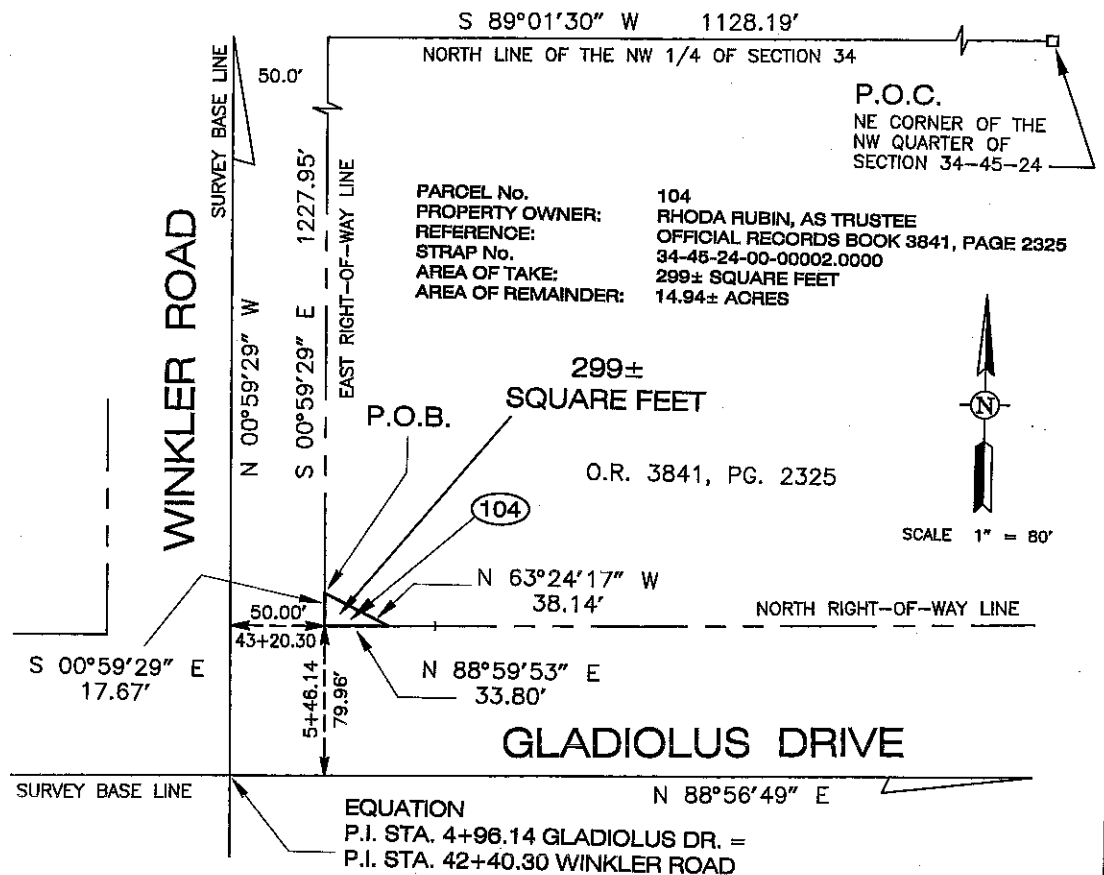 S 89°01'30" W 1128.19'
NORTH LINE OF THE NW 1/4 OF SECTION 34
SURVEY BASE LINE
50.0'
P.O.C.
NE CORNER OF THE
NW QUARTER OF
SECTION 34-45-24
WINKLER ROAD
N 00°59'29" W
S 00°59'29" E 1227.95'
EAST RIGHT-OF-WAY LINE
PARCEL No. 104
PROPERTY OWNER: RHODA RUBIN, AS TRUSTEE
REFERENCE: OFFICIAL RECORDS BOOK 3841, PAGE 2325
STRAP No. 34-45-24-00-00002.0000
AREA OF TAKE: 299± SQUARE FEET
AREA OF REMAINDER: 14.94± ACRES
299±
SQUARE FEET
P.O.B.
O.R. 3841, PG. 2325
N
SCALE 1" = 80'
104
N 63°24'17" W
38.14'
NORTH RIGHT-OF-WAY LINE
50.00'
43+20.30
S 00°59'29" E
17.67'
5+46.14
79.96'
N 88°59'53" E
33.80'
GLADIOLUS DRIVE
SURVEY BASE LINE
N 88°56'49" E
EQUATION
P.I. STA. 4+96.14 GLADIOLUS DR. =
P.I. STA. 42+40.30 WINKLER ROAD